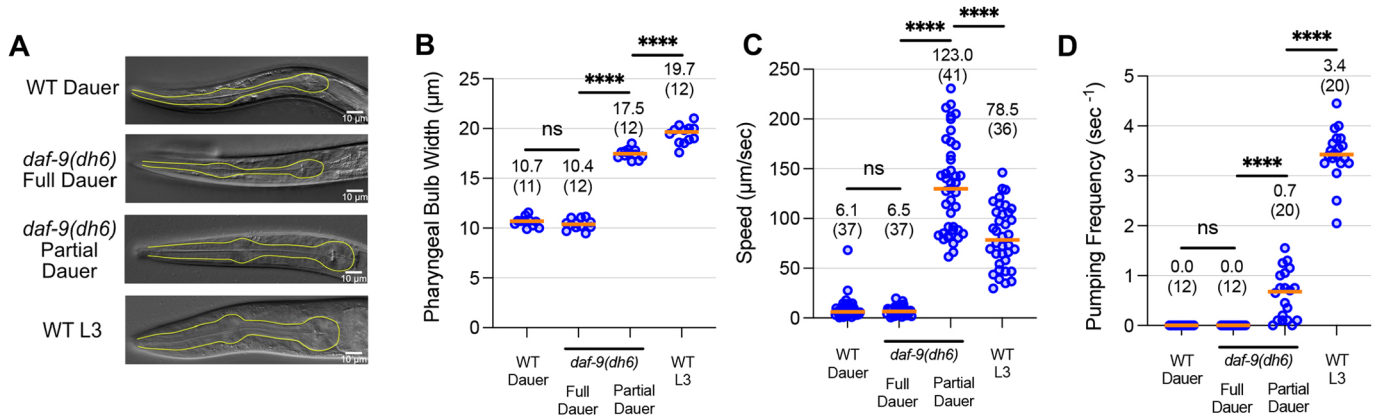 A
WT Dauer
10 µm
daf-9(dh6)
Full Dauer
10 µm
daf-9(dh6)
Partial
Dauer
10 µm
WT L3
10 µm
B
Pharyngeal Bulb Width (µm)
25
20
15
10
5
0
ns
****
****
10.7
(11)
10.4
(12)
17.5
(12)
19.7
(12)
WT
Dauer
daf-9(dh6)
Full
Dauer
Partial
Dauer
WT
L3
C
Speed (µm/sec)
250
200
150
100
50
0
ns
****
****
6.1
(37)
6.5
(37)
123.0
(41)
78.5
(36)
WT
Dauer
daf-9(dh6)
Full
Dauer
Partial
Dauer
WT
L3
D
Pumping Frequency (sec -1)
5
4
3
2
1
0
ns
****
****
0.0
(12)
0.0
(12)
0.7
(20)
3.4
(20)
WT
Dauer
daf-9(dh6)
Full
Dauer
Partial
Dauer
WT
L3